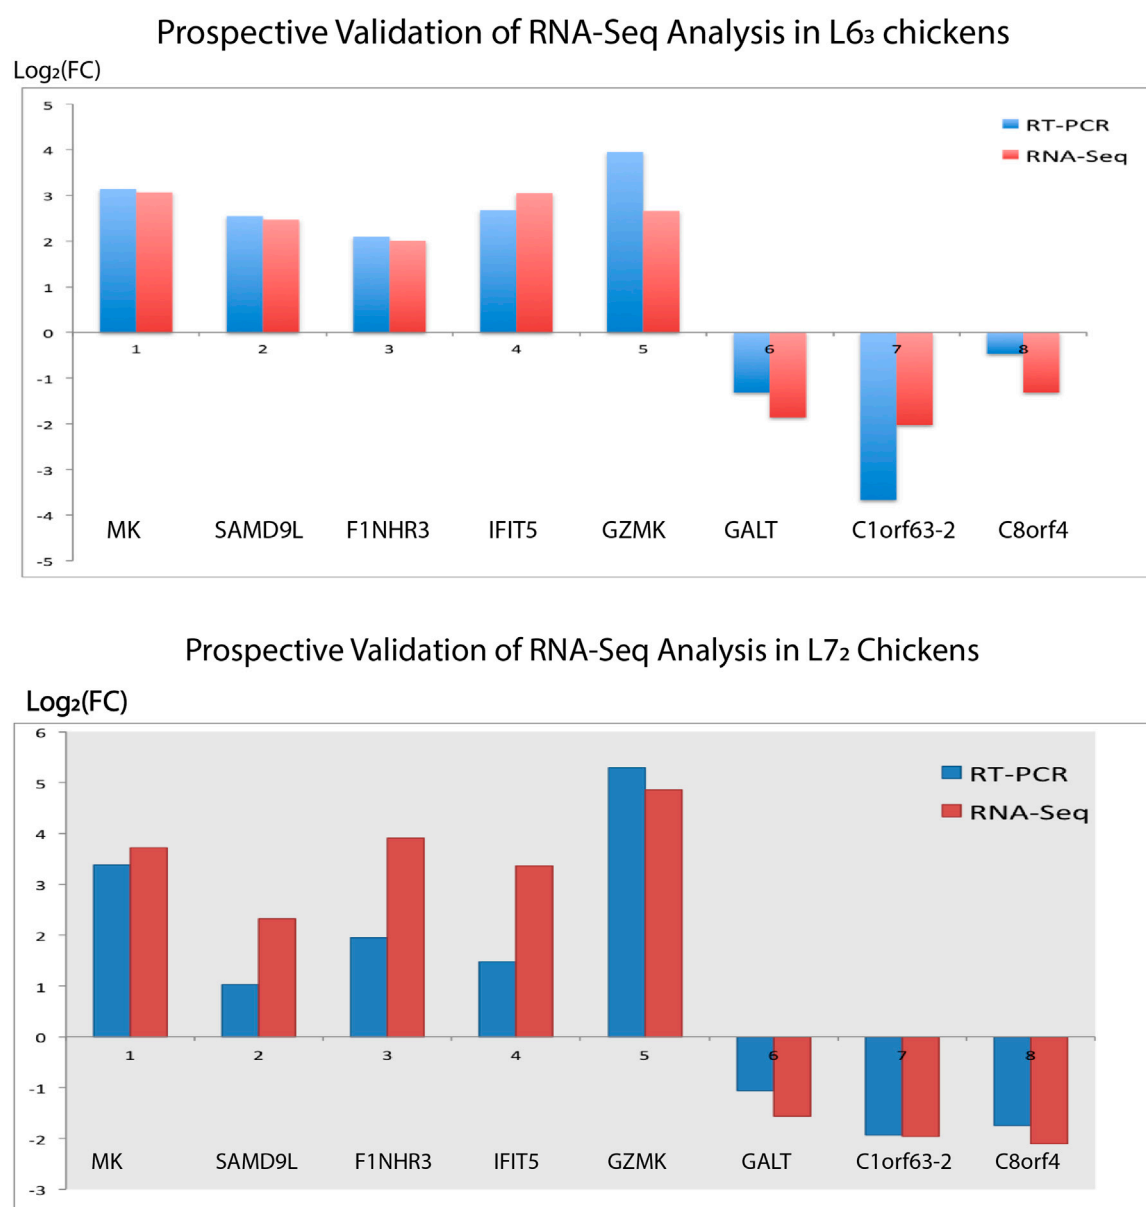 Prospective Validation of RNA-Seq Analysis in L6₃ chickens
Log₂(FC)
5
RT-PCR
4
RNA-Seq
3
2
1
0
1 2 3 4 5 6 7 8
-1
-2
-3
-4
MK SAMD9L F1NHR3 IFIT5 GZMK GALT C1orf63-2 C8orf4
-5
Prospective Validation of RNA-Seq Analysis in L7₂ Chickens
Log₂(FC)
6
RT-PCR
5
RNA-Seq
4
3
2
1
0
1 2 3 4 5 6 7 8
-1
-2
MK SAMD9L F1NHR3 IFIT5 GZMK GALT C1orf63-2 C8orf4
-3